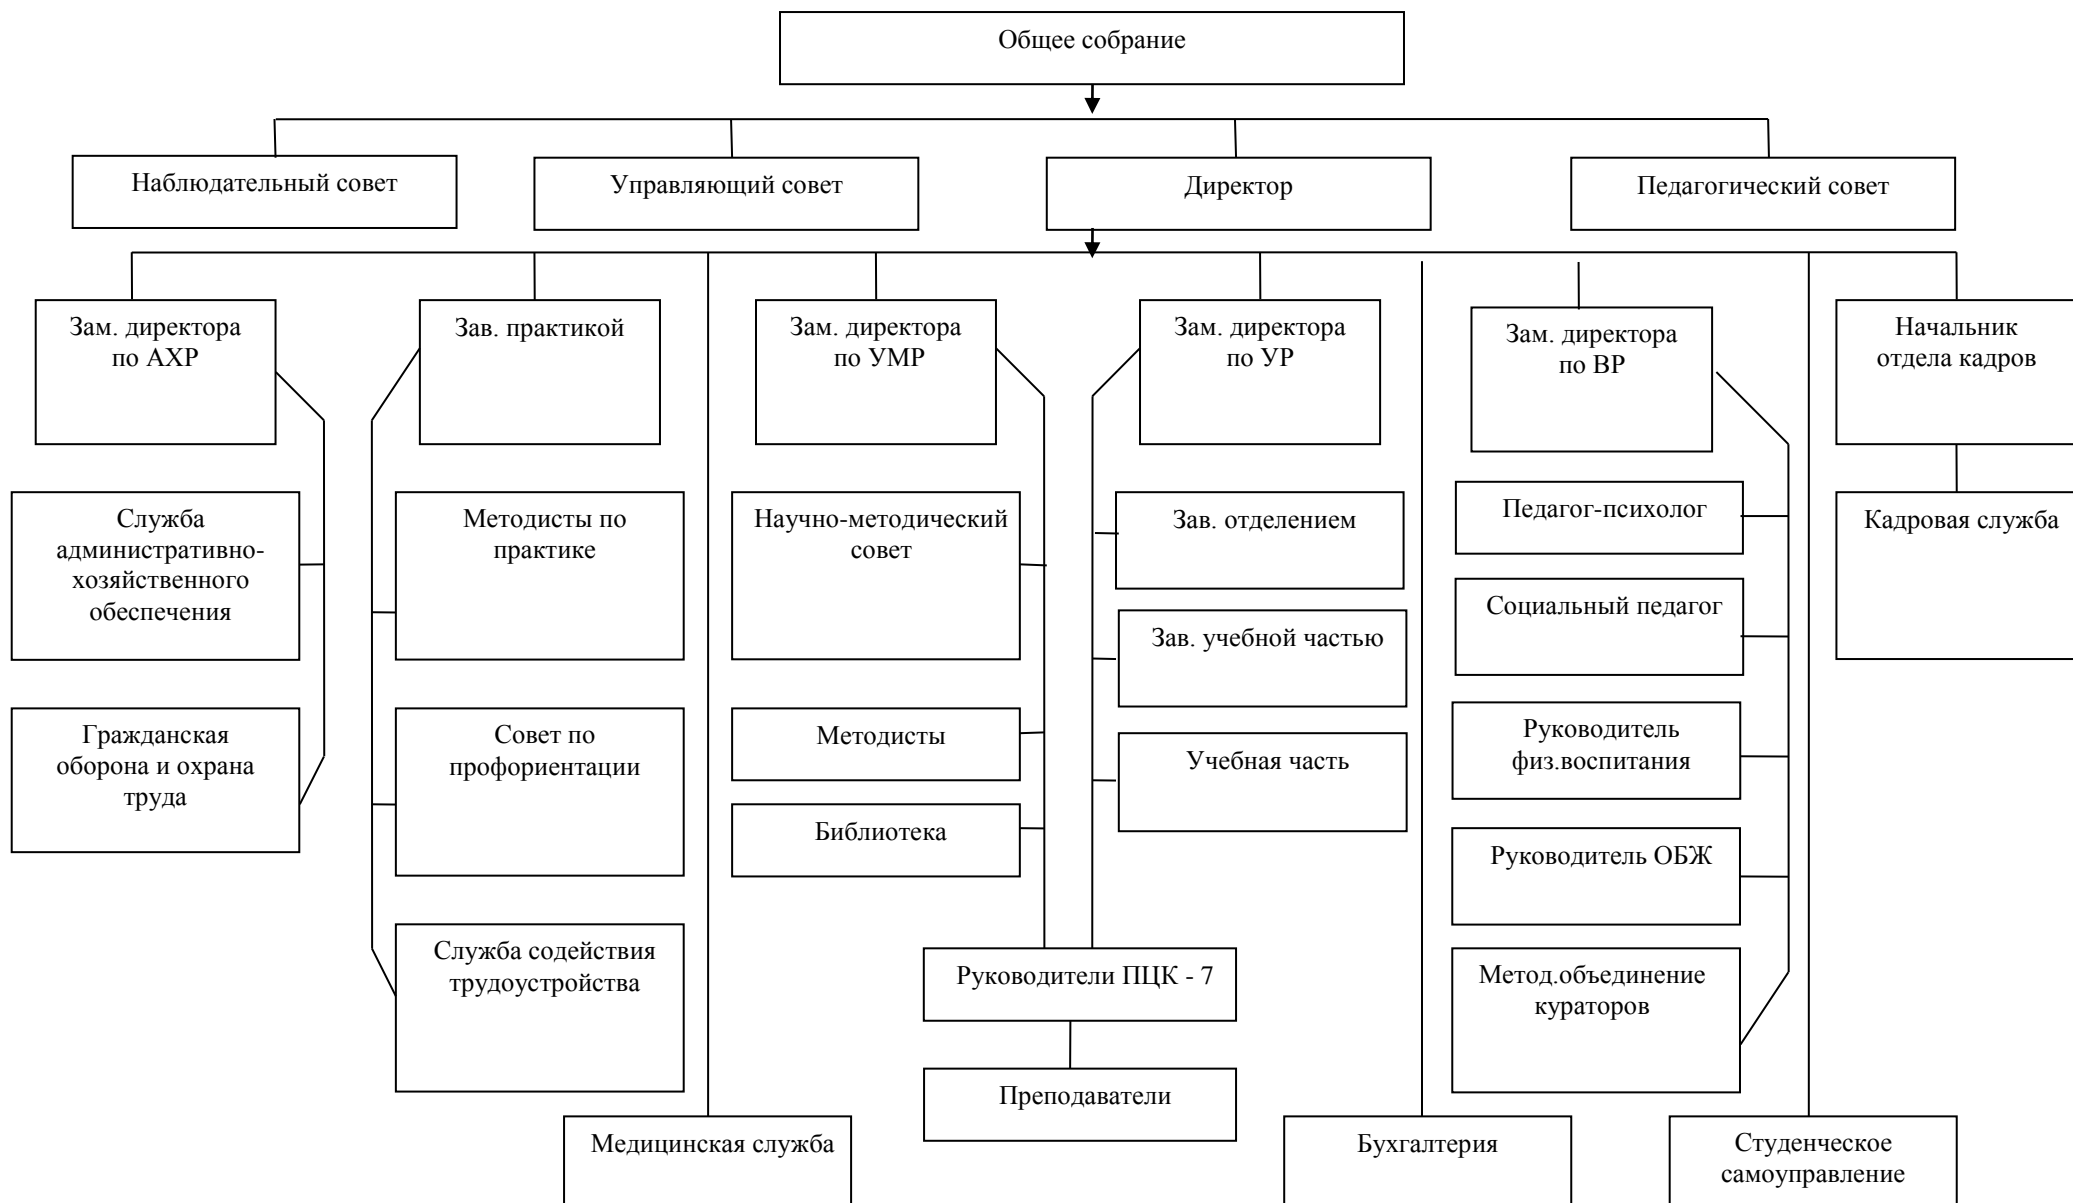 Общее собрание
Наблюдательный совет
Управляющий совет
Директор
Педагогический совет
Зам. директора
по АХР
Зав. практикой
Зам. директора
по УМР
Зам. директора
по УР
Зам. директора
по ВР
Начальник
отдела кадров
Служба
административно-
хозяйственного
обеспечения
Методисты по
практике
Научно-методический
совет
Зав. отделением
Педагог-психолог
Кадровая служба
Социальный педагог
Зав. учебной частью
Гражданская
оборона и охрана
труда
Совет по
профориентации
Методисты
Учебная часть
Руководитель
физ.воспитания
Библиотека
Руководитель ОБЖ
Служба содействия
трудоустройства
Руководители ПЦК - 7
Метод.объединение
кураторов
Преподаватели
Медицинская служба
Бухгалтерия
Студенческое
самоуправление